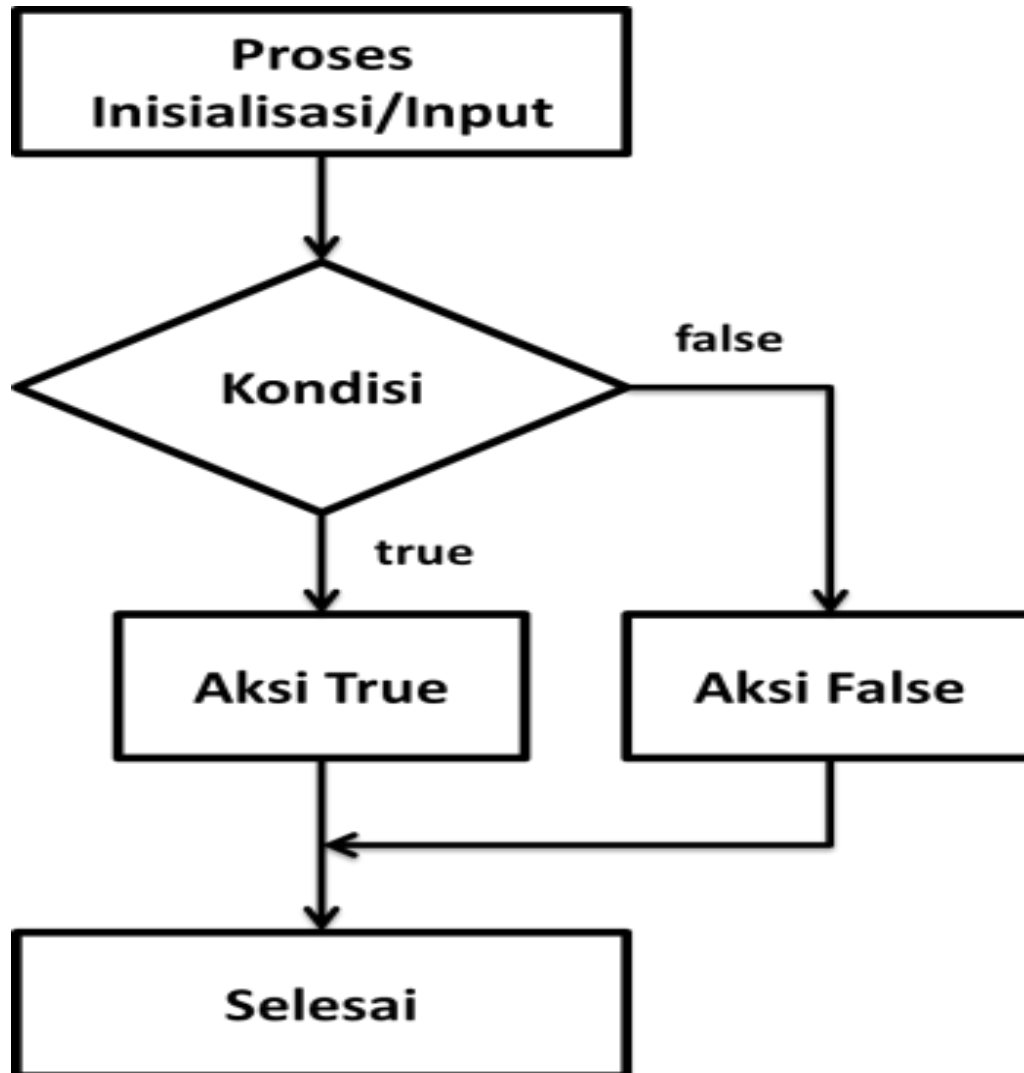 Proses
Inisialisasi/Input
Kondisi
false
true
Aksi True
Aksi False
Selesai